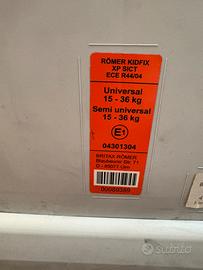 RÖMER KIDFIX
XP SICT
ECE R44/04
Universal
15 - 36 kg
Semi universal
15 - 36 kg
E1
04301304
BRITAX RÖMER
Blaubeurer Str. 71
D - 89077 Ulm
00080389
subito